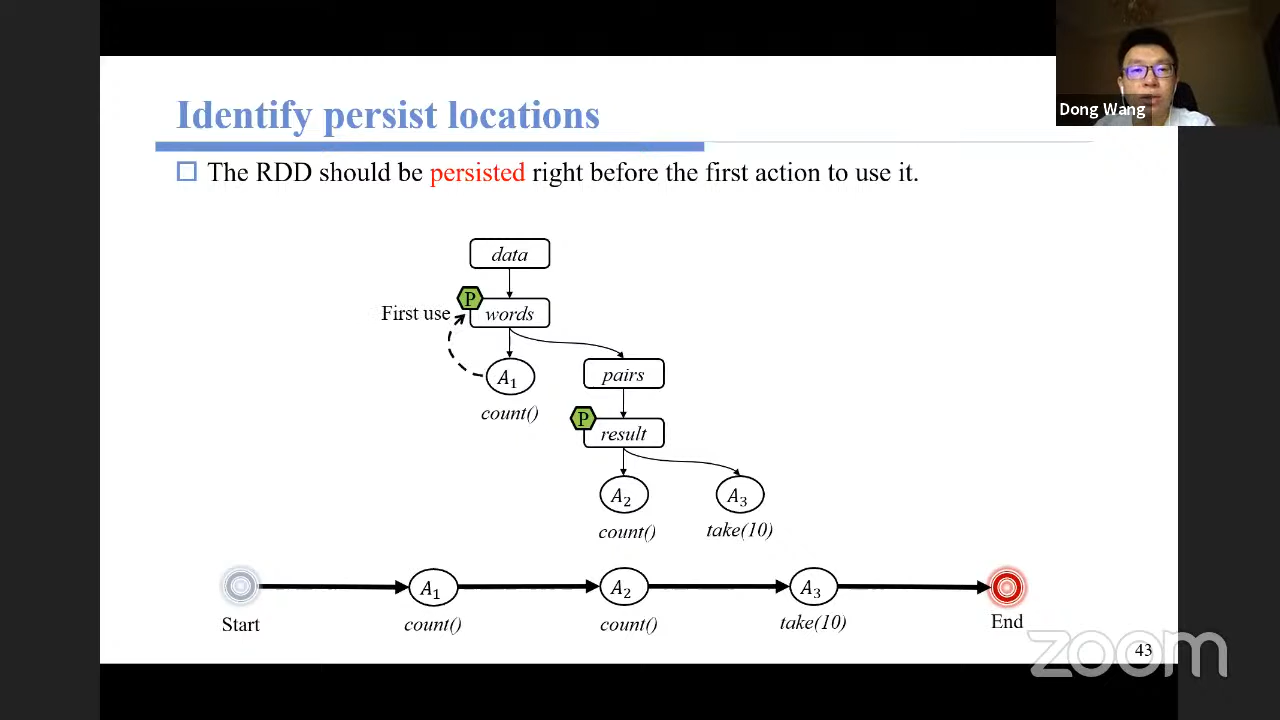 Dong Wang
Identify persist locations
The RDD should be persisted right before the first action to use it.
data
P
First use
words
A1
pairs
count()
P
result
A2
A3
count()
take(10)
A1
A2
A3
Start
count()
count()
take(10)
End
43
zoom